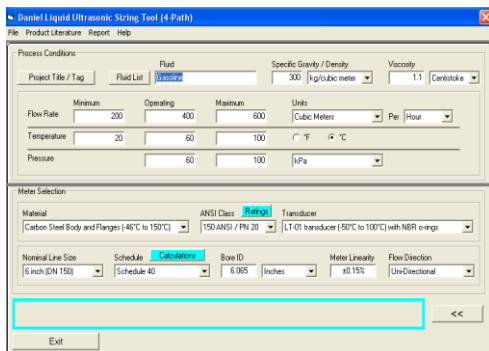 Daniel Liquid Ultrasonic Sizing Tool (4-Path)
File Product Literature Report Help
Process Conditions
Fluid Specific Gravity / Density Viscosity
Project Title / Tag Fluid List Gasoline 300 kg/cubic meter 1.1 Centistoke
Minimum Operating Maximum Units
Flow Rate 200 400 600 Cubic Meters Per Hour
Temperature 20 60 100 °F °C
Pressure 60 100 kPa
Meter Selection
Material ANSI Class Ratings Transducer
Carbon Steel Body and Flanges (-46°C to 150°C) 150 ANSI / PN 20 LT-01 transducer (-50°C to 100°C) with NBR o-rings
Nominal Line Size Schedule Calculations Bore ID Meter Linearity Flow Direction
6 inch (DN 150) Schedule 40 6.065 Inches ±0.15% Uni-Directional
<<
Exit